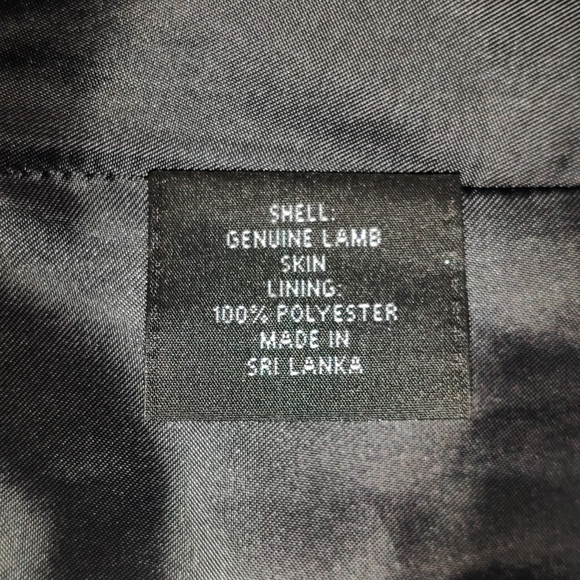 SHELL:
GENUINE LAMB
SKIN
LINING:
100% POLYESTER
MADE IN
SRI LANKA